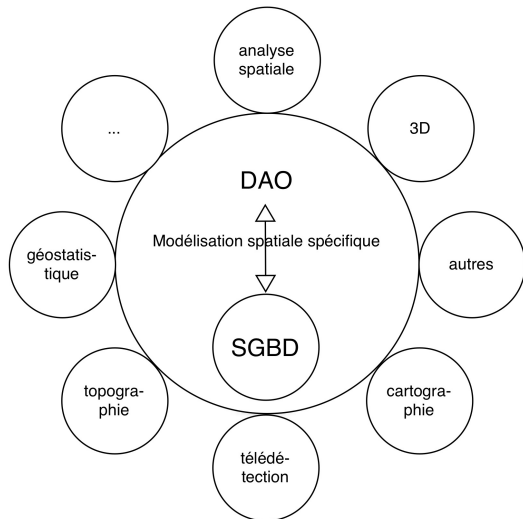 analyse
spatiale
...
3D
DAO
Modélisation spatiale spécifique
géostatis-
tique
autres
SGBD
topogra-
phie
cartogra-
phie
télédé-
tection